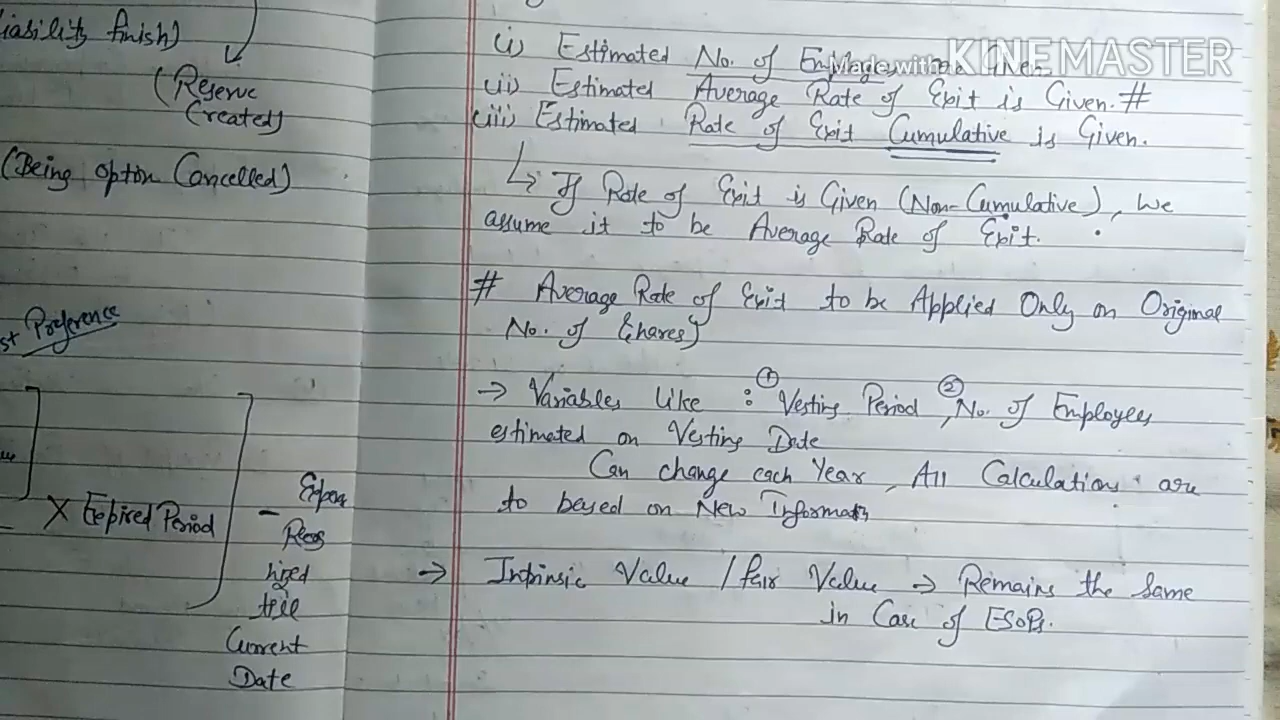 iability finish)
(Reserve
Created)
(Being option Cancelled)
st Preference
X Expired Period
-
hized
till
Current
Date
(i) Estimated No. of
Made with KINEMASTER
(ii) Estimated Average Rate of Exit is Given. #
(iii) Estimated Rate of Exit Cumulative is Given.
↳ If Rate of Exit is Given (Non-Cumulative), we
assume it to be Average Rate of Exit.
# Average Rate of Exit to be Applied Only on Original
No. of Shares]
→ Variables like : ① Vesting Period, ② No. of Employees
estimated on Vesting Date
Can change each Year, All Calculations are
to based on New Informatn
→ Intrinsic Value / fair Value → Remains the Same
in Case of ESOPs.